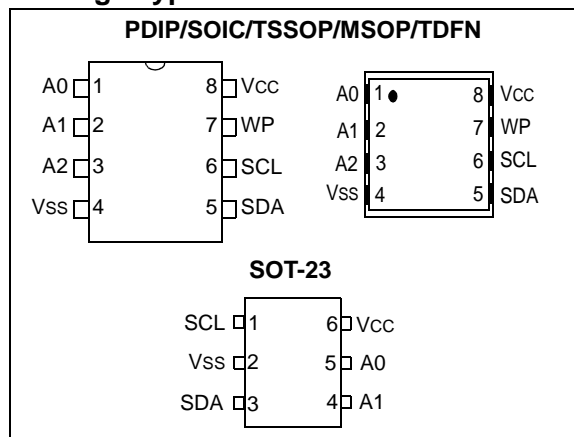 PDIP/SOIC/TSSOP/MSOP/TDFN
A0 1 8 VCC
A1 2 7 WP
A2 3 6 SCL
VSS 4 5 SDA
A0 1 8 VCC
A1 2 7 WP
A2 3 6 SCL
VSS 4 5 SDA
SOT-23
SCL 1 6 VCC
VSS 2 5 A0
SDA 3 4 A1